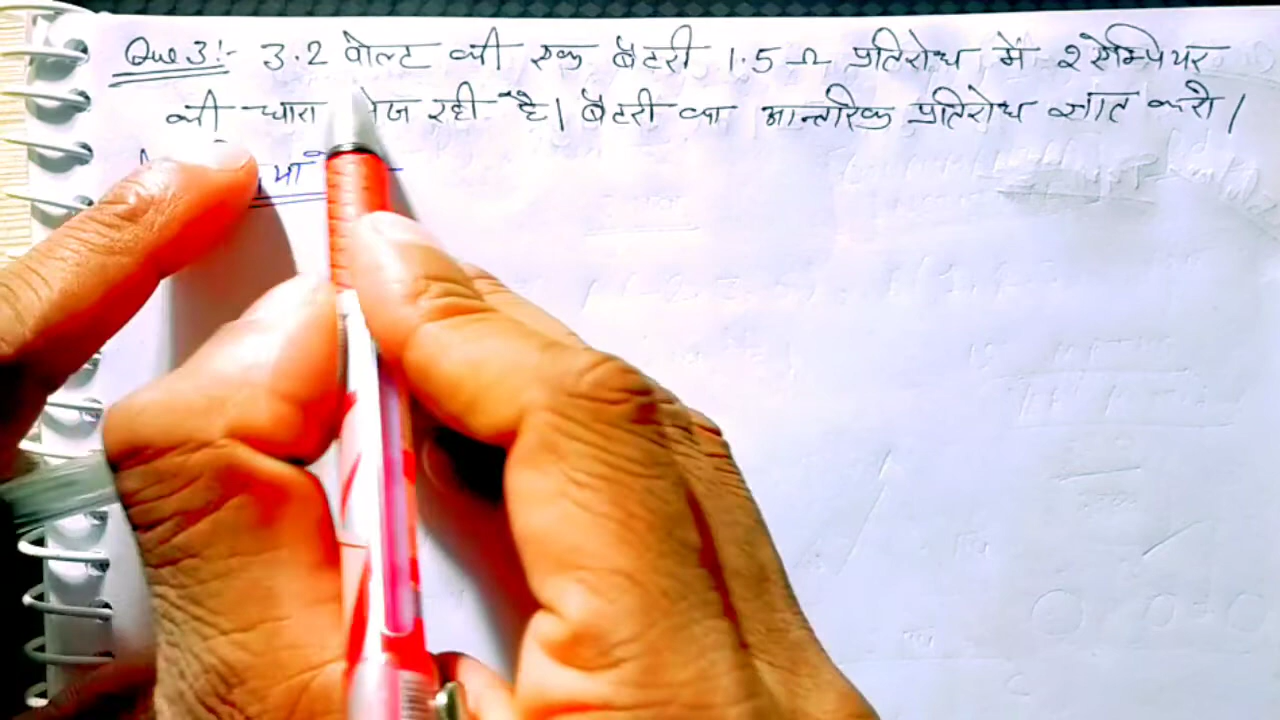 Que 3:- 3.2 वोल्ट की एक बैटरी 1.5 Ω प्रतिरोध में 2 ऐम्पियर
की धारा भेज रही है। बैटरी का आन्तरिक प्रतिरोध ज्ञात करो।